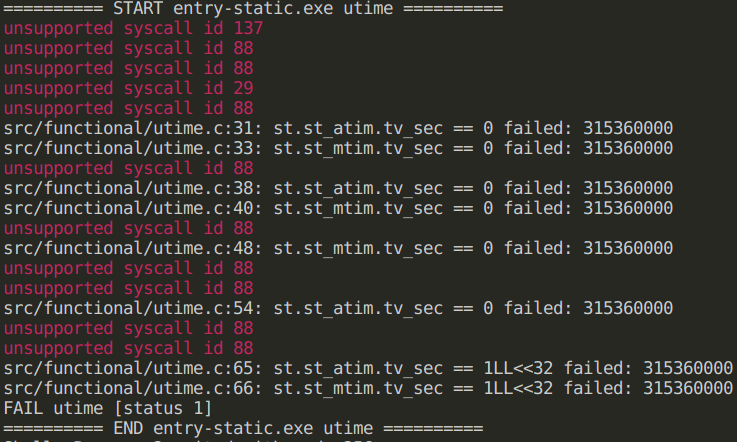 ========== START entry-static.exe utime ==========
unsupported syscall id 137
unsupported syscall id 88
unsupported syscall id 88
unsupported syscall id 29
unsupported syscall id 88
src/functional/utime.c:31: st.st_atim.tv_sec == 0 failed: 315360000
src/functional/utime.c:33: st.st_mtim.tv_sec == 0 failed: 315360000
unsupported syscall id 88
src/functional/utime.c:38: st.st_atim.tv_sec == 0 failed: 315360000
src/functional/utime.c:40: st.st_mtim.tv_sec == 0 failed: 315360000
unsupported syscall id 88
src/functional/utime.c:48: st.st_mtim.tv_sec == 0 failed: 315360000
unsupported syscall id 88
unsupported syscall id 88
src/functional/utime.c:54: st.st_atim.tv_sec == 0 failed: 315360000
unsupported syscall id 88
unsupported syscall id 88
src/functional/utime.c:65: st.st_atim.tv_sec == 1LL<<32 failed: 315360000
src/functional/utime.c:66: st.st_mtim.tv_sec == 1LL<<32 failed: 315360000
FAIL utime [status 1]
========== END entry-static.exe utime ==========